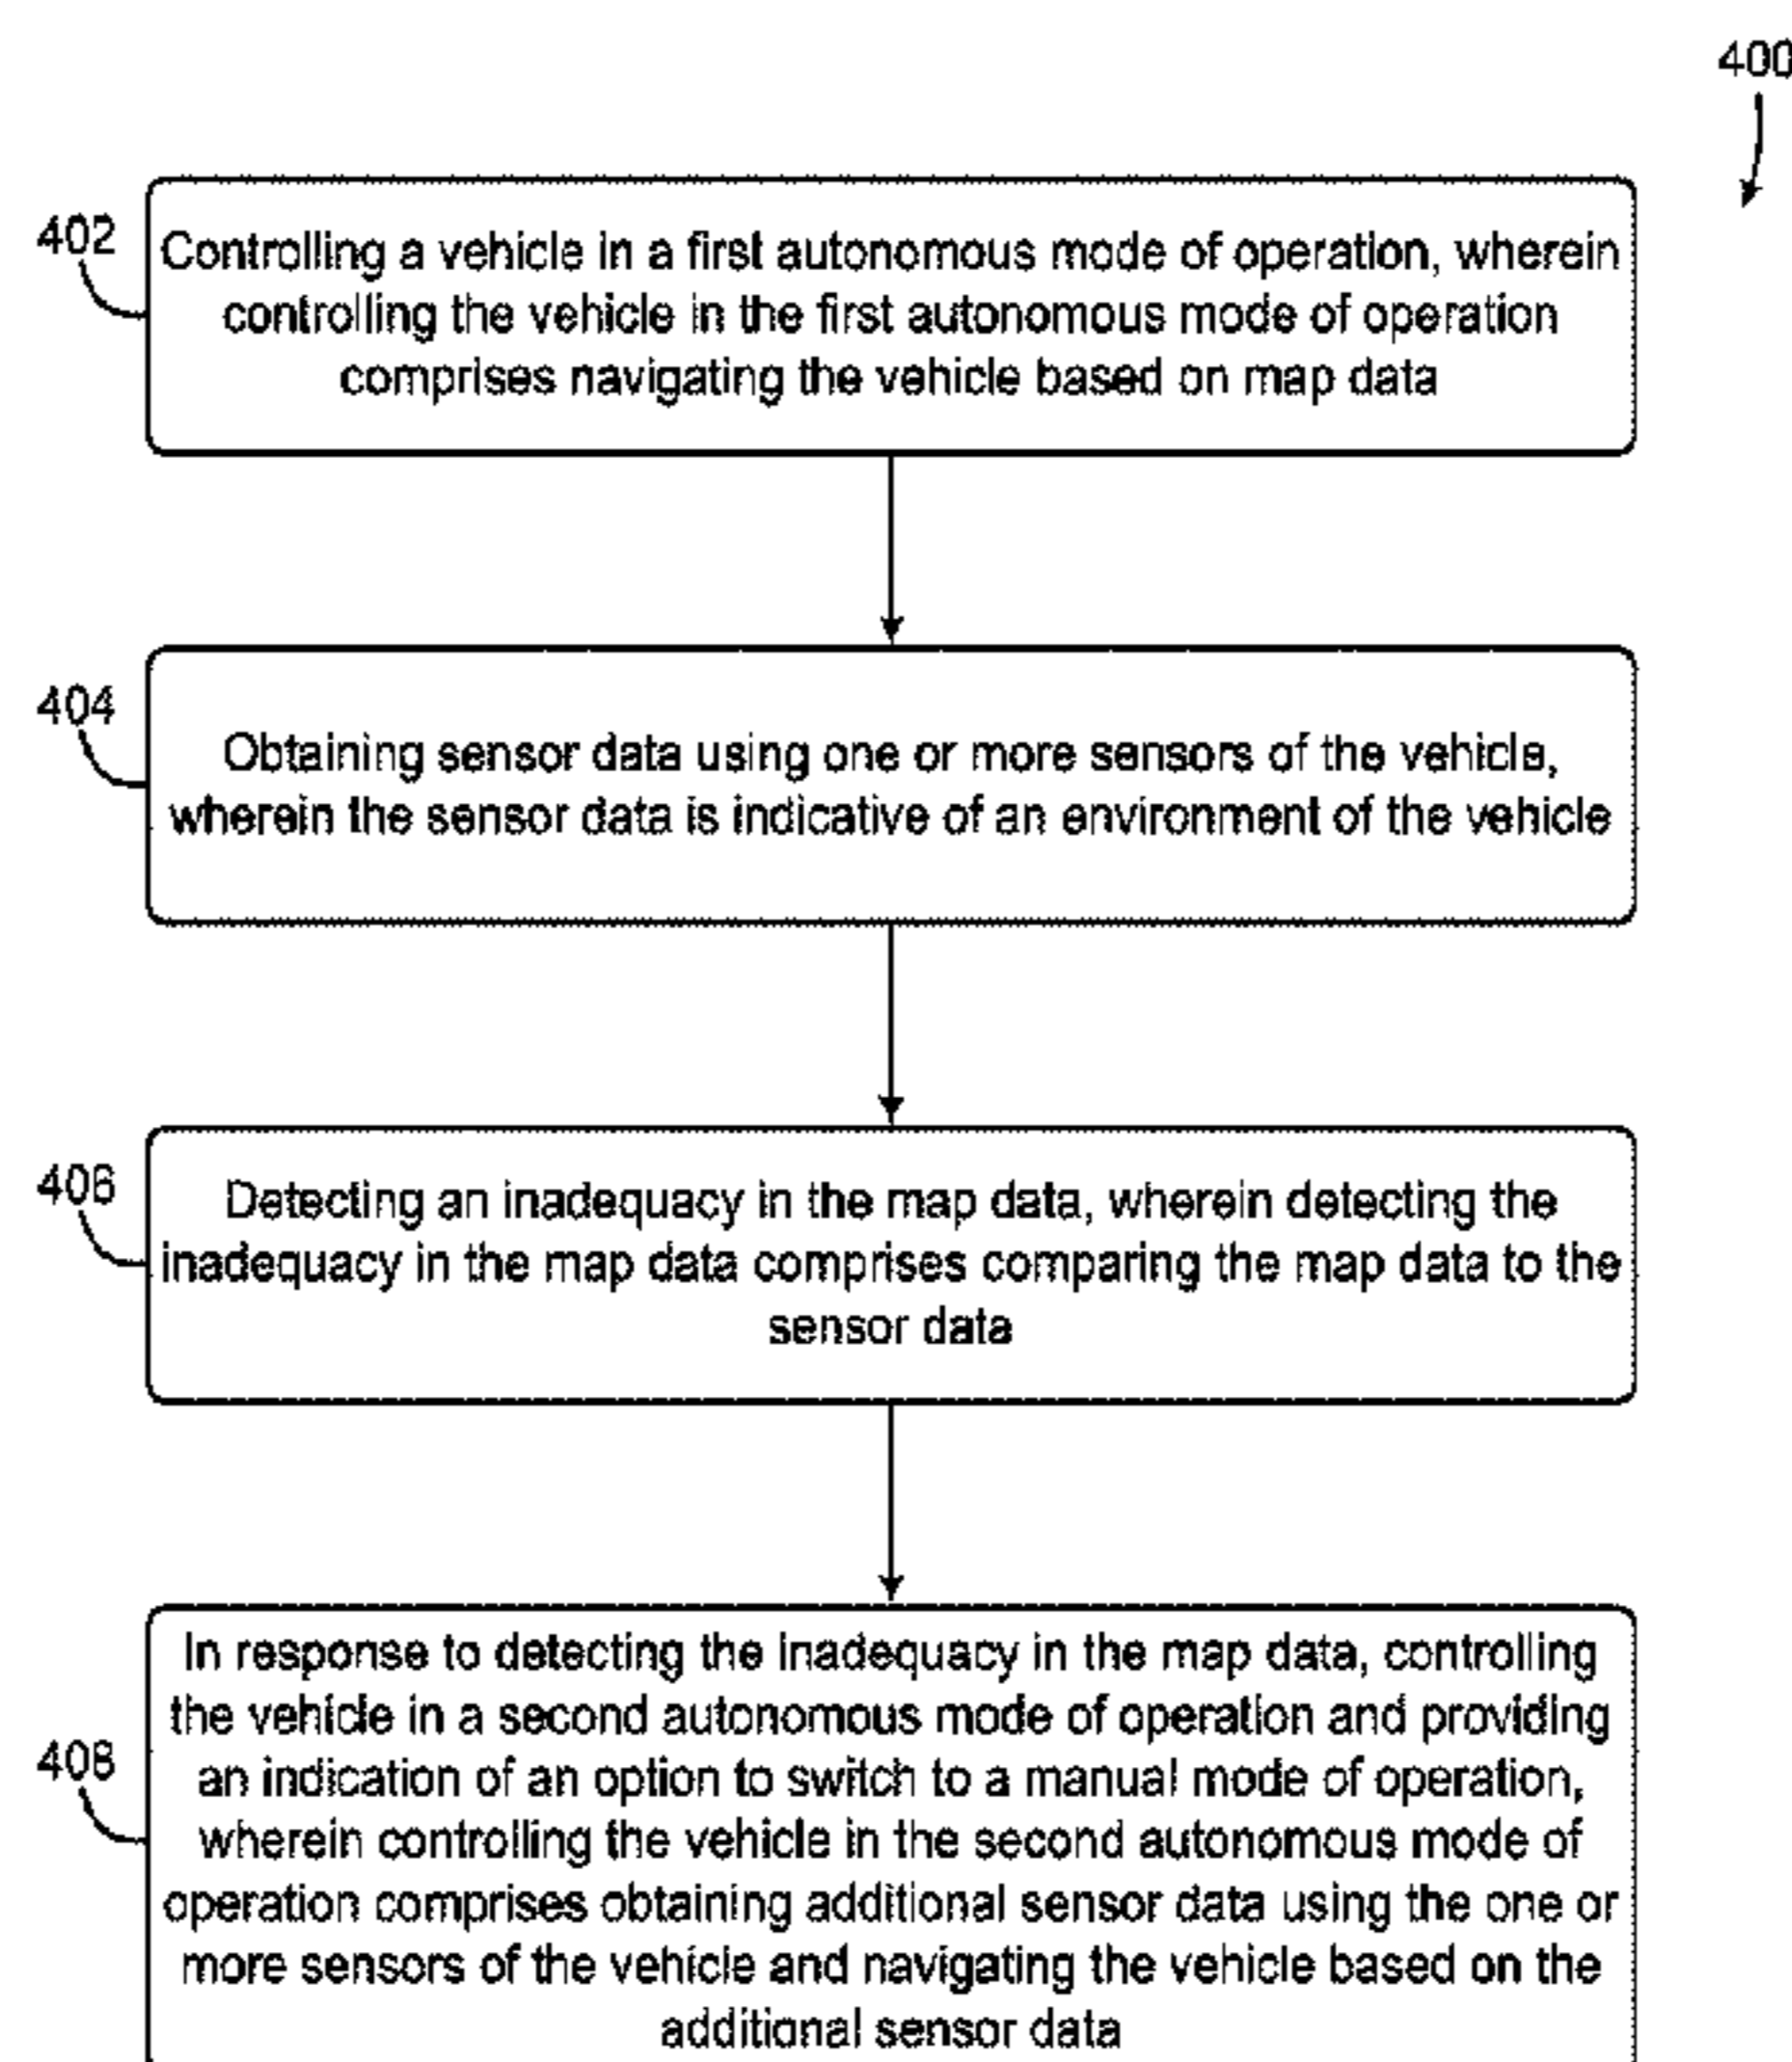 400
402
Controlling a vehicle in a first autonomous mode of operation, wherein
controlling the vehicle in the first autonomous mode of operation
comprises navigating the vehicle based on map data
404
Obtaining sensor data using one or more sensors of the vehicle,
wherein the sensor data is indicative of an environment of the vehicle
406
Detecting an inadequacy in the map data, wherein detecting the
inadequacy in the map data comprises comparing the map data to the
sensor data
408
In response to detecting the inadequacy in the map data, controlling
the vehicle in a second autonomous mode of operation and providing
an indication of an option to switch to a manual mode of operation,
wherein controlling the vehicle in the second autonomous mode of
operation comprises obtaining additional sensor data using the one or
more sensors of the vehicle and navigating the vehicle based on the
additional sensor data